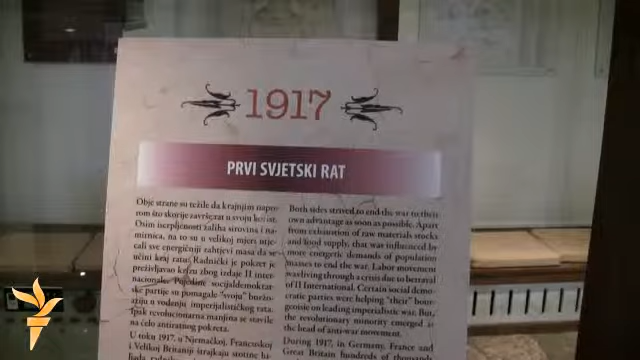 1917
PRVI SVJETSKI RAT
Obje strane su težile da krajnjim napo-
rom što skorije završe rat u svoju korist.
Osim iscrpljenosti zaliha sirovina i na-
mirnica, na to su u velikoj mjeri utje-
cali sve energičniji zahtjevi masa da se
učini kraj ratu. Radnički je pokret je
preživljavao krizu zbog izdaje II inter-
nacionale. Pojedine socijaldemokrat-
ske partije su pomagale "svoju" buržo-
aziju u vođenju imperijalističkog rata.
Ipak revolucionarna manjina se stavile
na čelo antiratnog pokreta.
U toku 1917. u Njemačkoj, Francuskoj
i Velikoj Britaniji štrajkaju stotine hi-
Both sides strived to end the war to their
own advantage as soon as possible. Apart
from exhaustion of raw materials stocks
and food supply, that was influenced by
more energetic demands of population
masses to end the war. Labor movement
was living through a crisis due to betrayal
of II International. Certain social demo-
cratic parties were helping "their" bour-
geoisie on leading imperialistic war. But,
the revolutionary minority emerged as
the head of anti-war movement.
During 1917, in Germany, France and
Great Britain hundreds of thousands